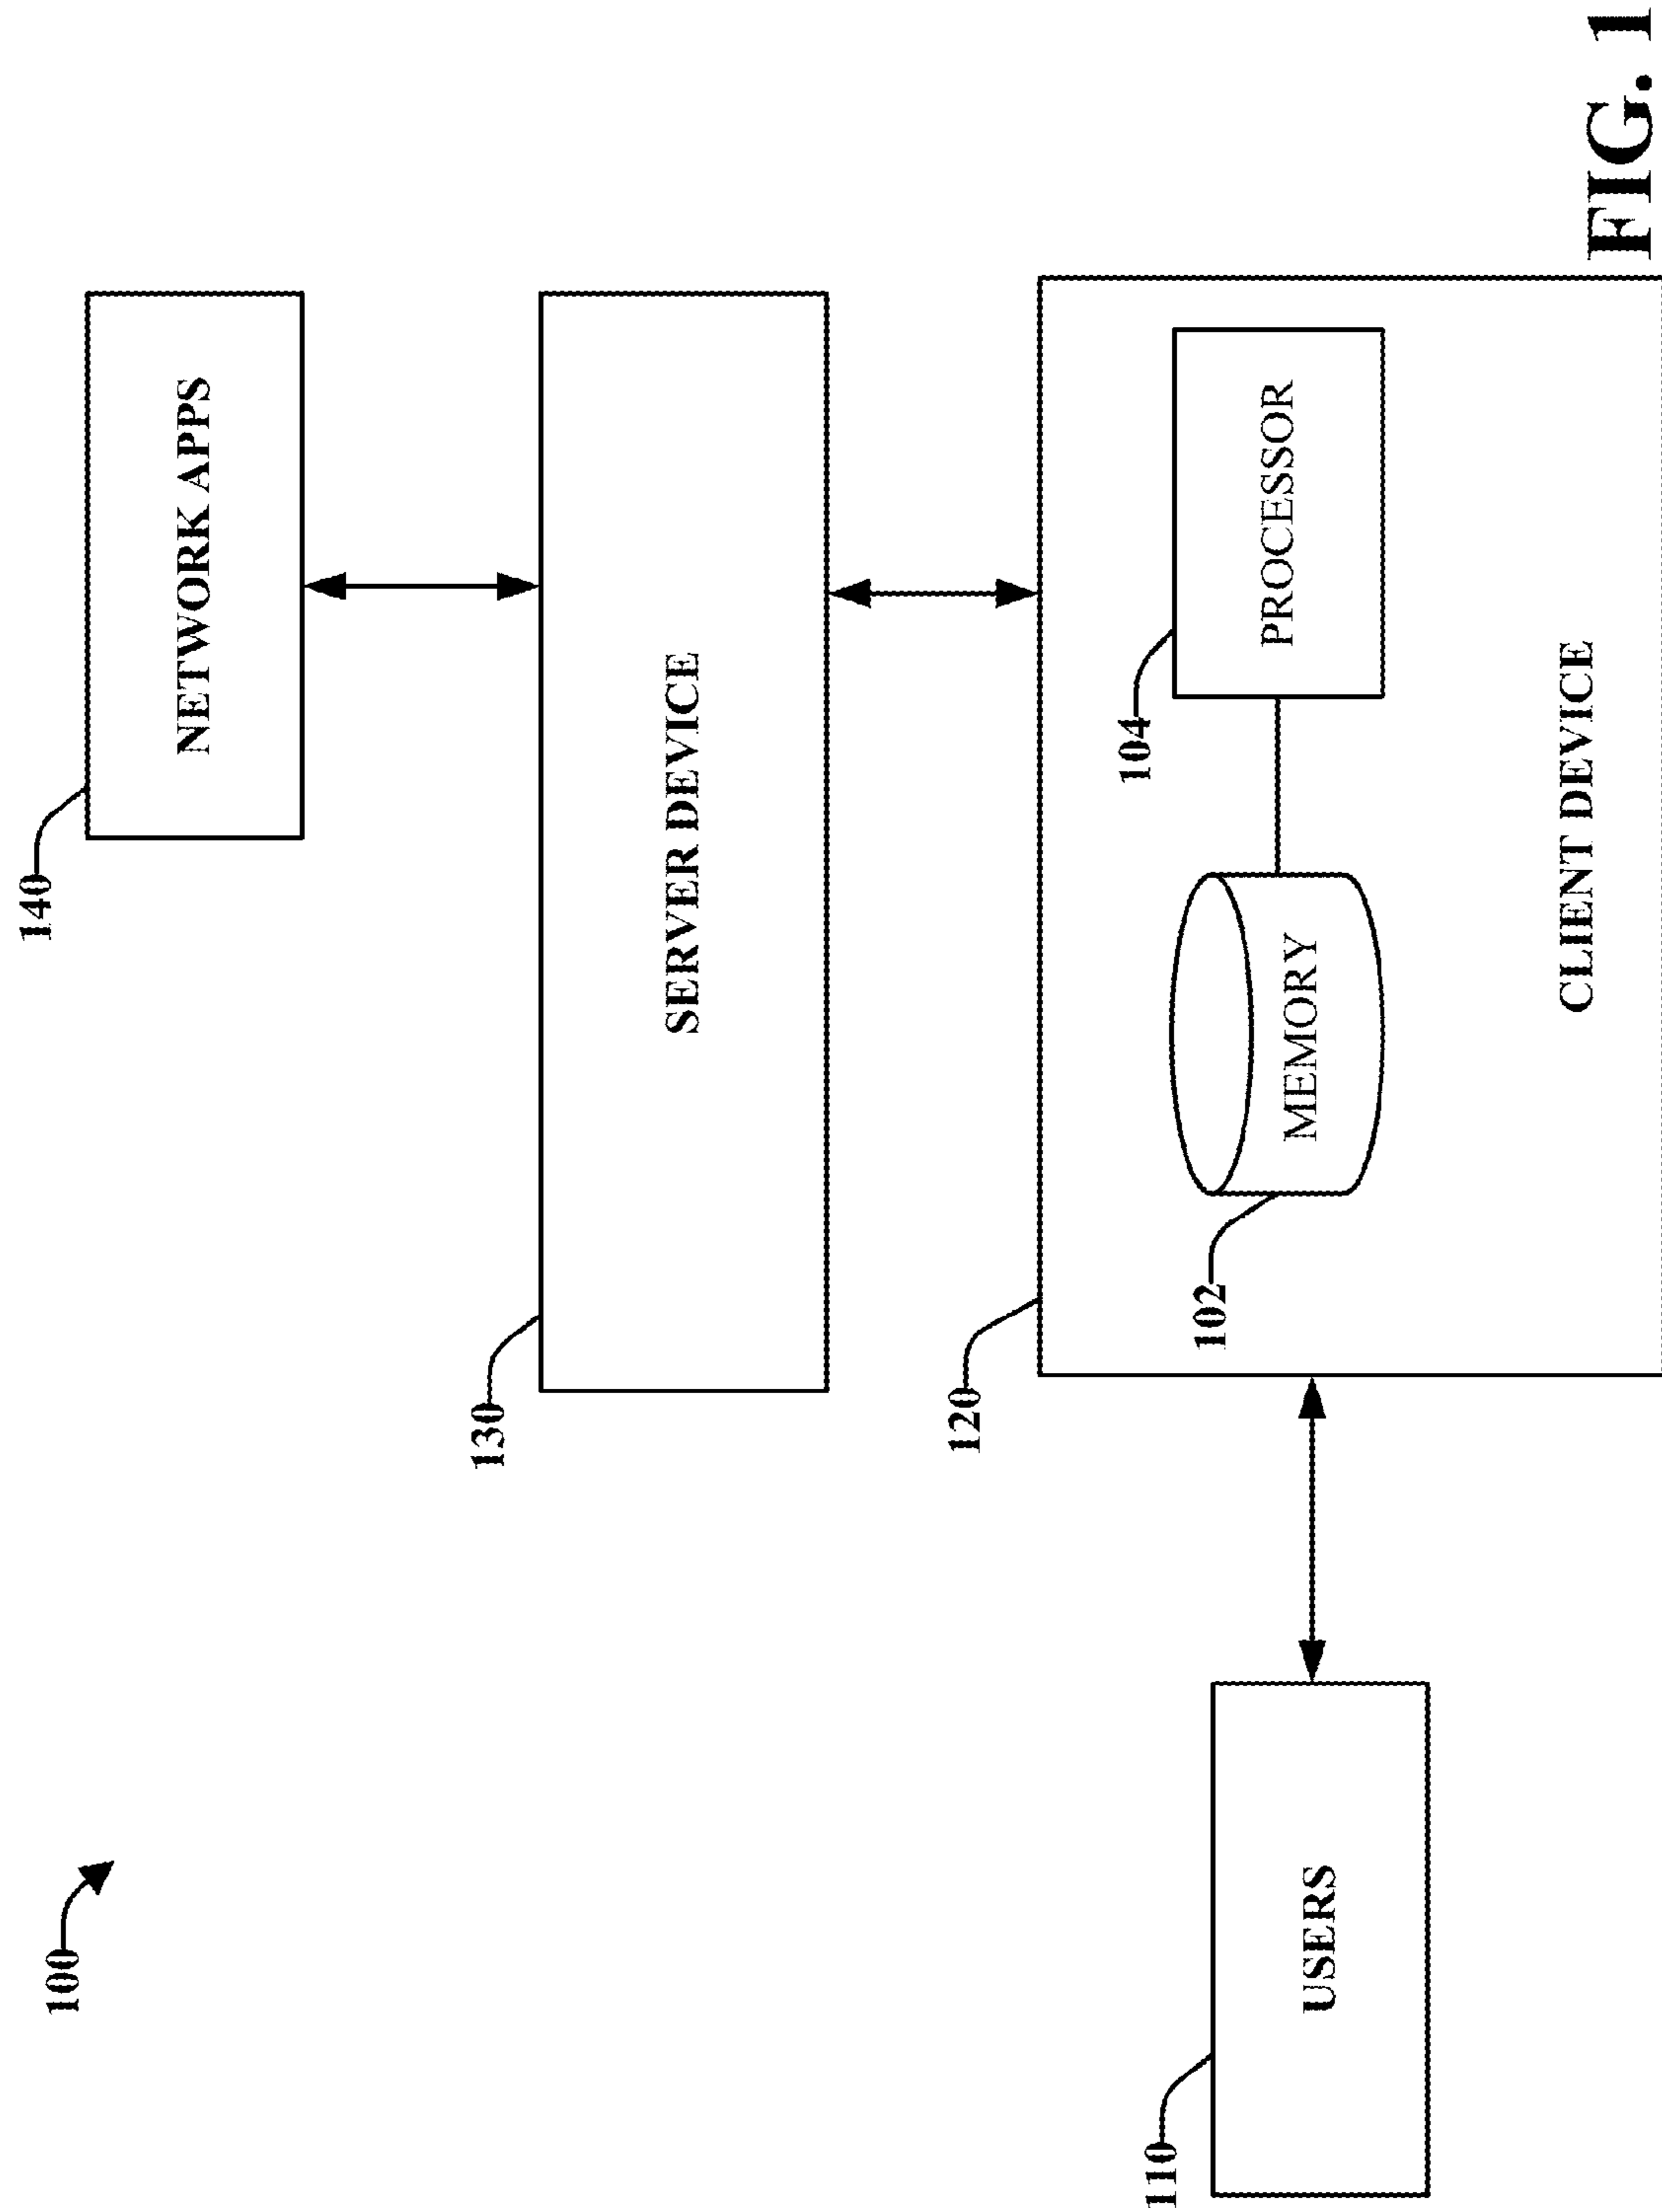 100
140
NETWORK APPS
130
SERVER DEVICE
120
104
PROCESSOR
102
MEMORY
110
USERS
CLIENT DEVICE
FIG. 1